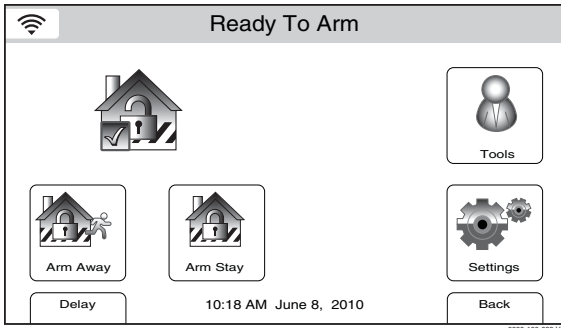 Ready To Arm
Tools
Arm Away
Arm Stay
Settings
Delay
10:18 AM June 8, 2010
Back